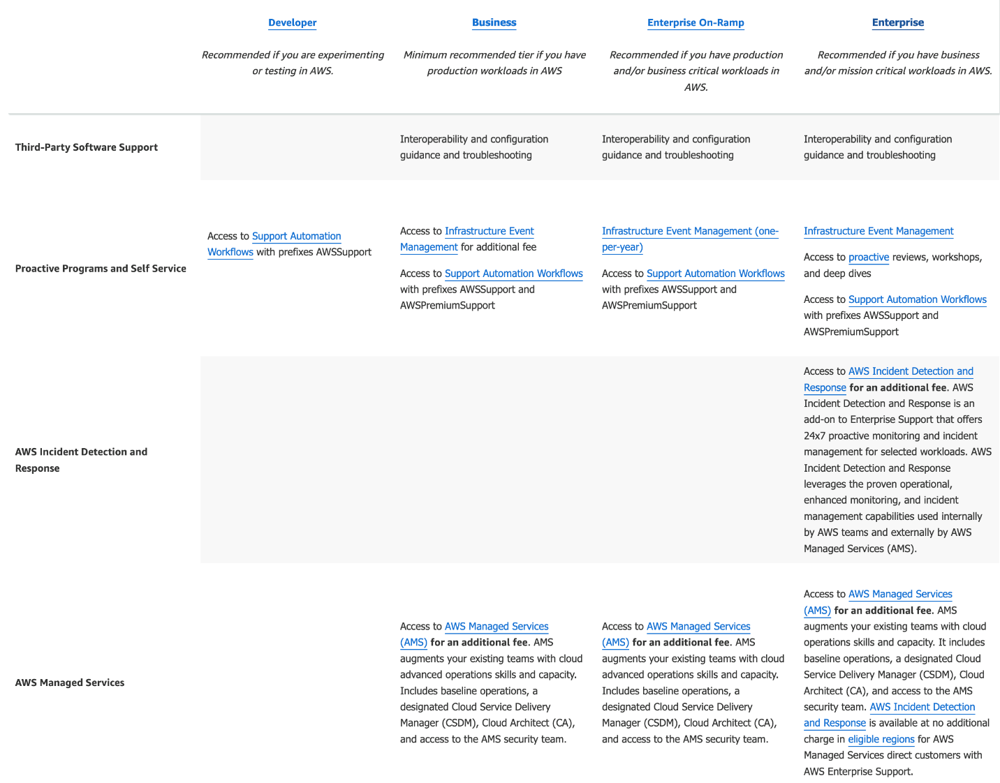 Developer
Recommended if you are experimenting
or testing in AWS.
Business
Minimum recommended tier if you have
production workloads in AWS
Enterprise On-Ramp
Recommended if you have production
and/or business critical workloads in
AWS.
Enterprise
Recommended if you have business
and/or mission critical workloads in AWS.
Third-Party Software Support
Interoperability and configuration
guidance and troubleshooting
Interoperability and configuration
guidance and troubleshooting
Interoperability and configuration
guidance and troubleshooting
Proactive Programs and Self Service
Access to Support Automation
Workflows with prefixes AWSSupport
Access to Infrastructure Event
Management for additional fee
Access to Support Automation Workflows
with prefixes AWSSupport and
AWSPremiumSupport
Infrastructure Event Management (one-
per-year)
Access to Support Automation Workflows
with prefixes AWSSupport and
AWSPremiumSupport
Infrastructure Event Management
Access to proactive reviews, workshops,
and deep dives
Access to Support Automation Workflows
with prefixes AWSSupport and
AWSPremiumSupport
AWS Incident Detection and
Response
Access to AWS Incident Detection and
Response for an additional fee. AWS
Incident Detection and Response is an
add-on to Enterprise Support that offers
24x7 proactive monitoring and incident
management for selected workloads. AWS
Incident Detection and Response
leverages the proven operational,
enhanced monitoring, and incident
management capabilities used internally
by AWS teams and externally by AWS
Managed Services (AMS).
AWS Managed Services
Access to AWS Managed Services
(AMS) for an additional fee. AMS
augments your existing teams with cloud
advanced operations skills and capacity.
Includes baseline operations, a
designated Cloud Service Delivery
Manager (CSDM), Cloud Architect (CA),
and access to the AMS security team.
Access to AWS Managed Services
(AMS) for an additional fee. AMS
augments your existing teams with cloud
advanced operations skills and capacity.
Includes baseline operations, a
designated Cloud Service Delivery
Manager (CSDM), Cloud Architect (CA),
and access to the AMS security team.
Access to AWS Managed Services
(AMS) for an additional fee. AMS
augments your existing teams with cloud
operations skills and capacity. It includes
baseline operations, a designated Cloud
Service Delivery Manager (CSDM), Cloud
Architect (CA), and access to the AMS
security team. AWS Incident Detection
and Response is available at no additional
charge in eligible regions for AWS
Managed Services direct customers with
AWS Enterprise Support.